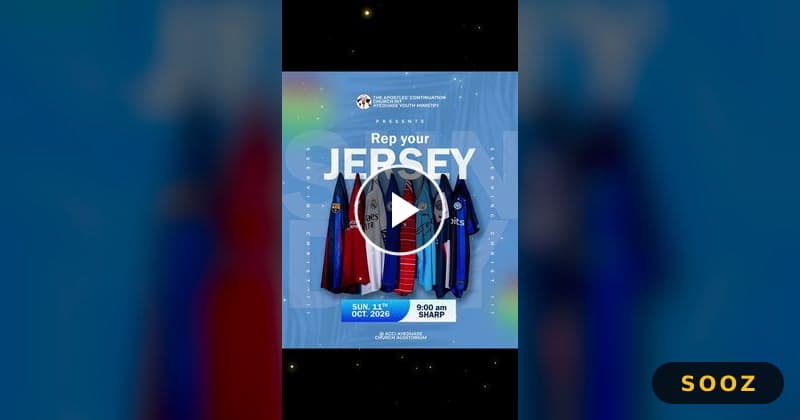 THE APOSTLES' CONTINUATION
CHURCH INT
AYEDUASE YOUTH MINISTRY
PRESENTS
Rep your
JERSEY
SUN. 11TH
OCT. 2026
9:00 am
SHARP
@ ACCI AYEDUASE
CHURCH AUDITORIUM
SOOZ